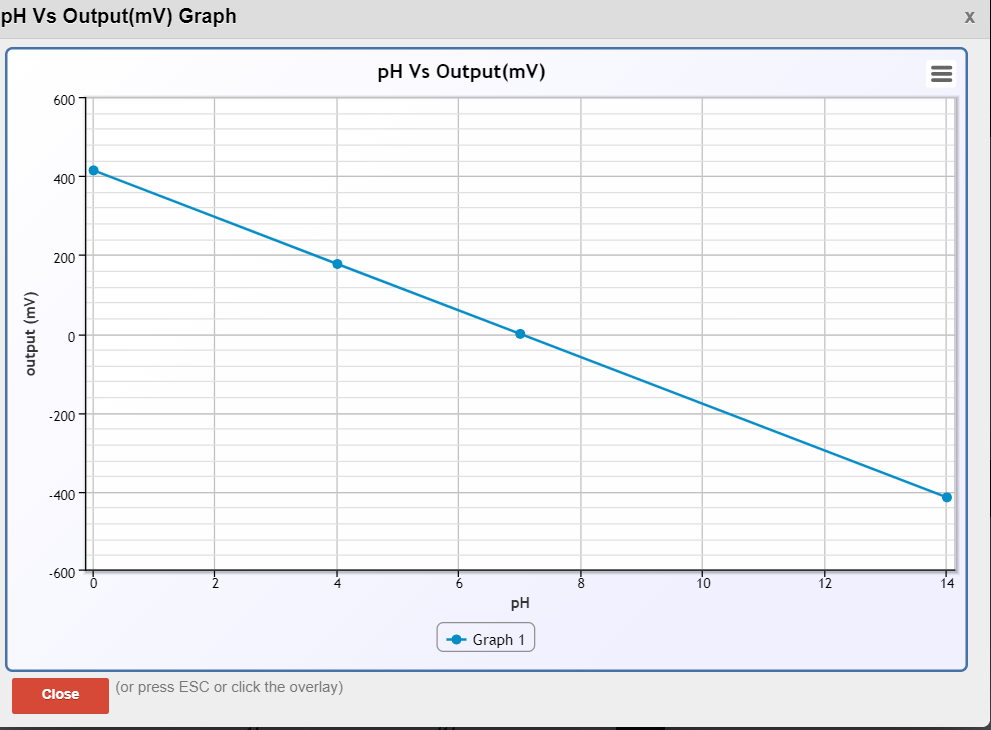 pH Vs Output(mV) Graph
x
pH Vs Output(mV)
600
400
200
0
-200
-400
-600
output (mV)
0 2 4 6 8 10 12 14
pH
Graph 1
Close
(or press ESC or click the overlay)